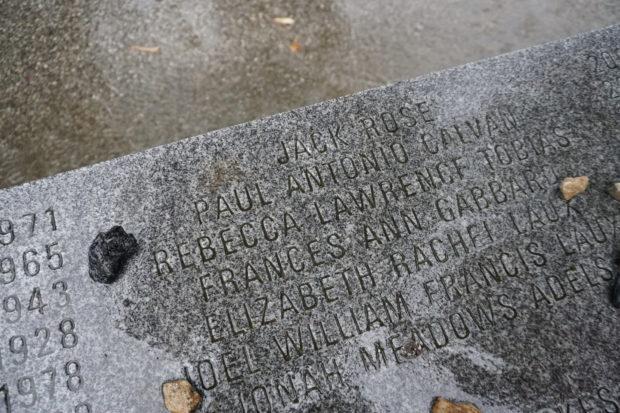 JACK ROSE
PAUL ANTONIO GALVAN
REBECCA LAWRENCE TOBIAS
FRANCES ANN GABBART
ELIZABETH RACHEL LAUX
JOEL WILLIAM FRANCIS LAUX
JONAH MEADOWS ADELS
1971
1965
1943
1928
1978